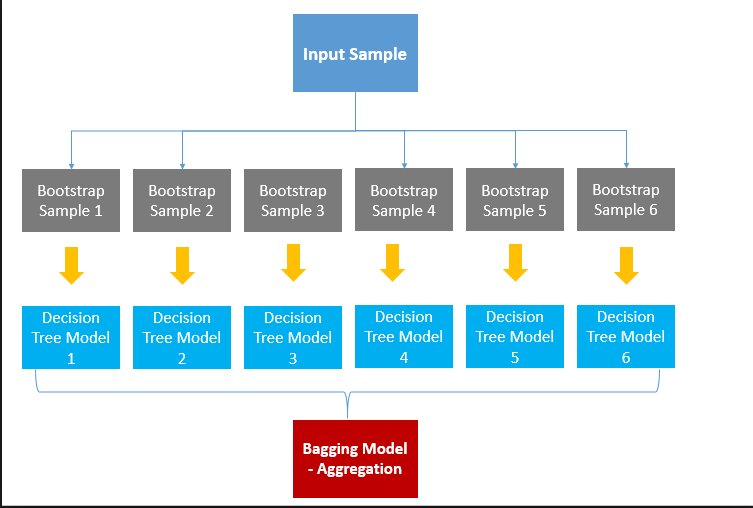 Input Sample
Bootstrap
Sample 1
Bootstrap
Sample 2
Bootstrap
Sample 3
Bootstrap
Sample 4
Bootstrap
Sample 5
Bootstrap
Sample 6
Decision
Tree Model
1
Decision
Tree Model
2
Decision
Tree Model
3
Decision
Tree Model
4
Decision
Tree Model
5
Decision
Tree Model
6
Bagging Model
- Aggregation